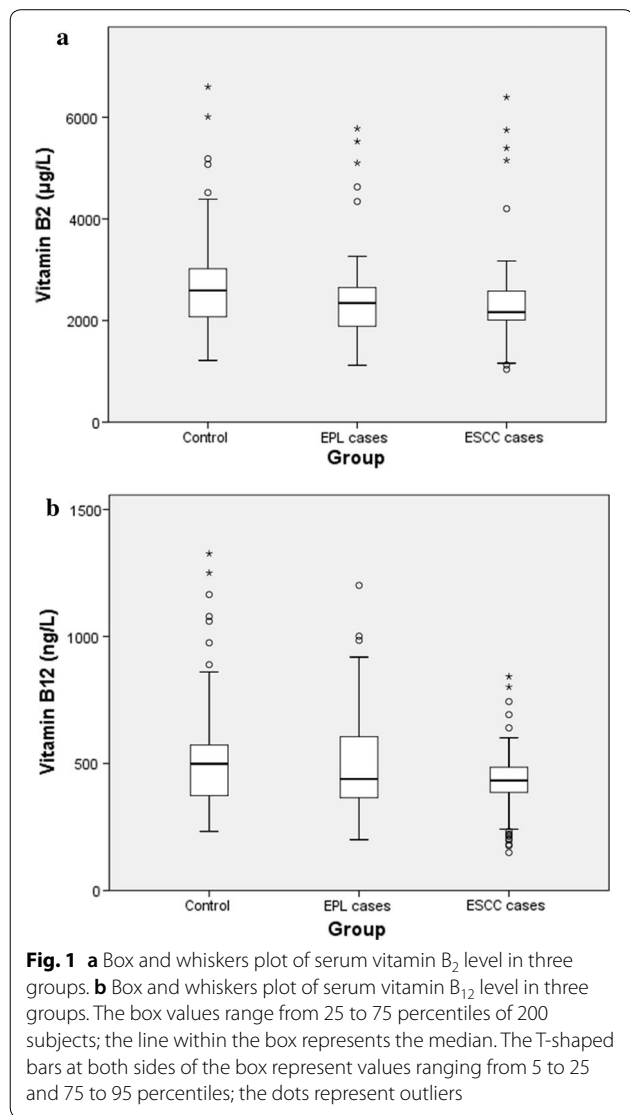 a
Vitamin B2 (µg/L)
6000
4000
2000
0
Control EPL cases ESCC cases
Group
b
Vitamin B12 (ng/L)
1500
1000
500
0
Control EPL cases ESCC cases
Group
Fig. 1 a Box and whiskers plot of serum vitamin B2 level in three
groups. b Box and whiskers plot of serum vitamin B12 level in three
groups. The box values range from 25 to 75 percentiles of 200
subjects; the line within the box represents the median. The T-shaped
bars at both sides of the box represent values ranging from 5 to 25
and 75 to 95 percentiles; the dots represent outliers